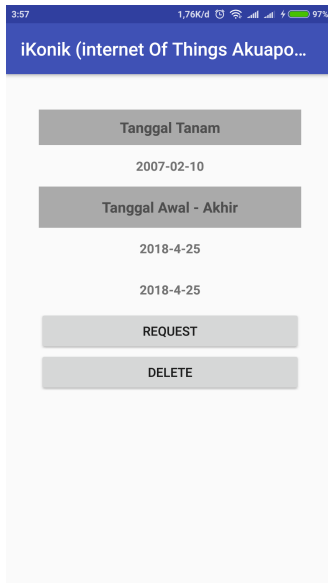 3:57 1,76K/d 97%
iKonik (internet Of Things Akuapo...
Tanggal Tanam
2007-02-10
Tanggal Awal - Akhir
2018-4-25
2018-4-25
REQUEST
DELETE